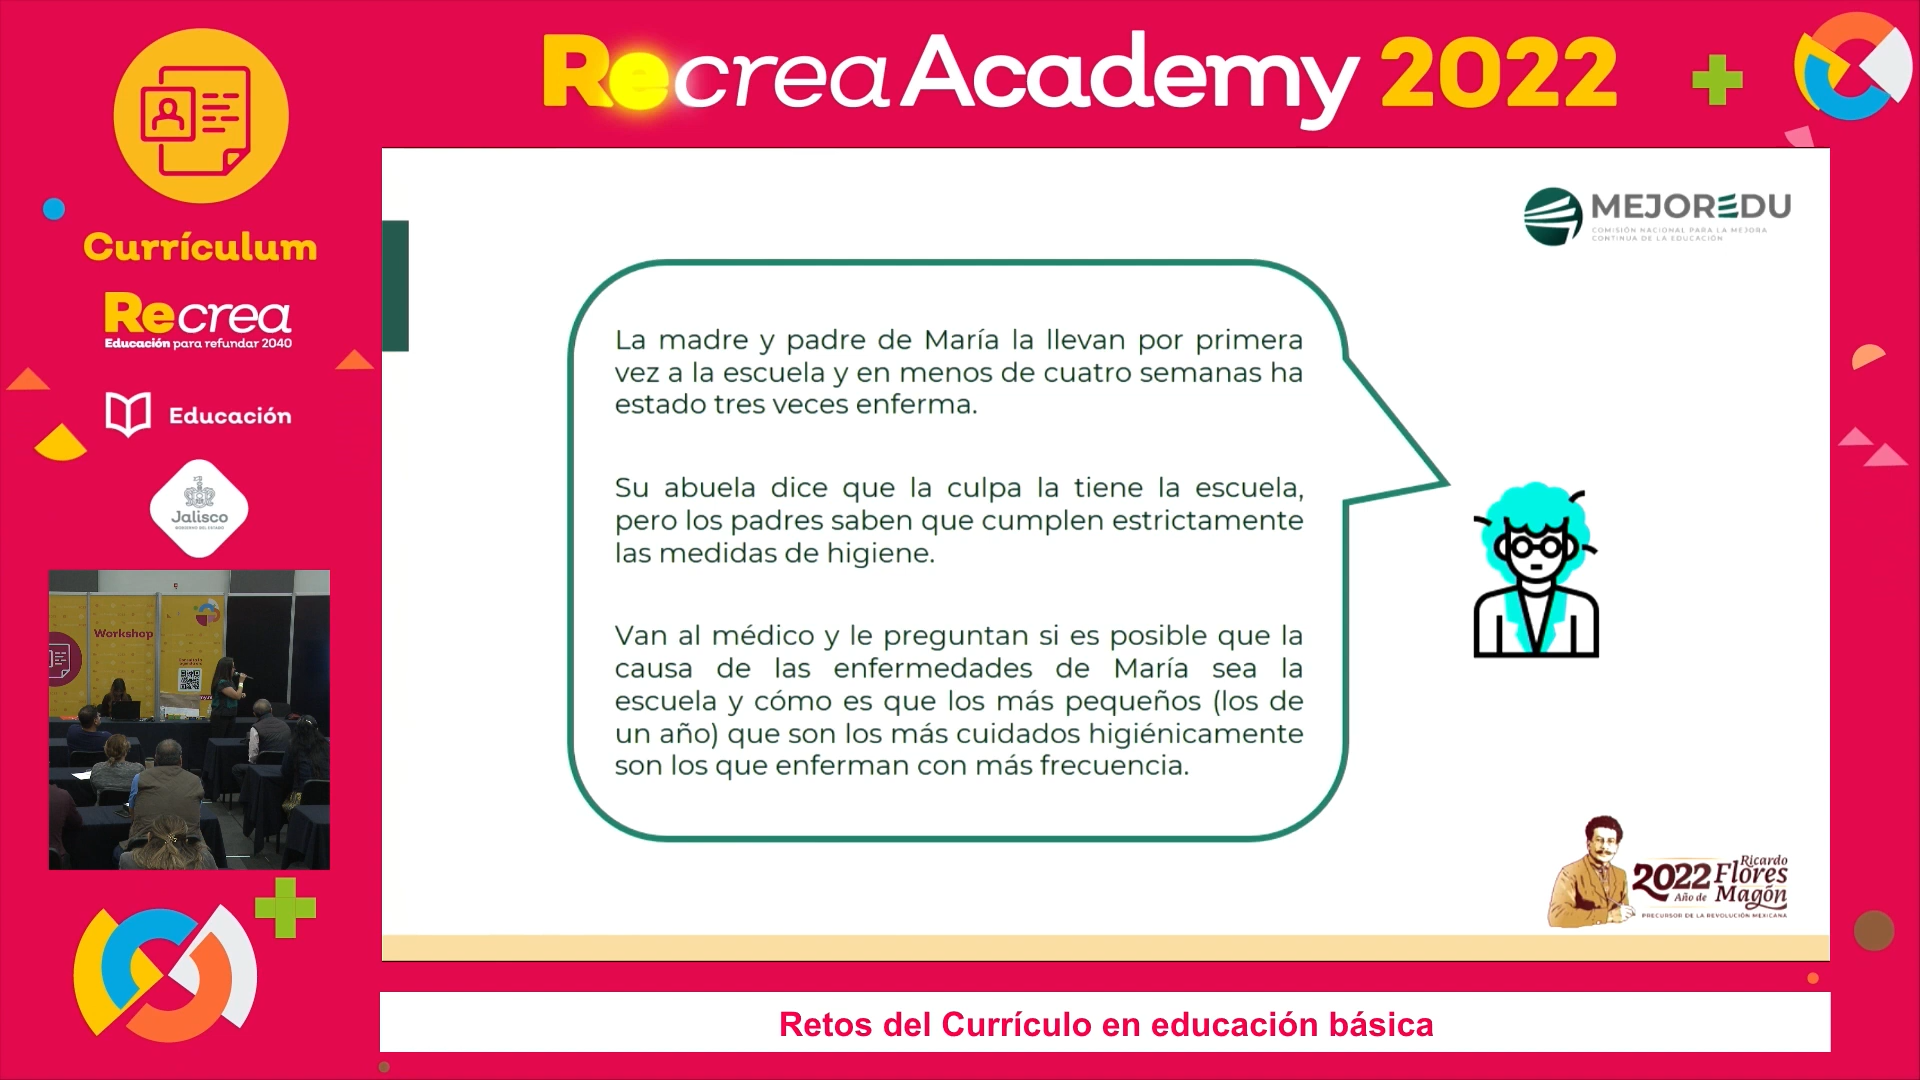 Recrea Academy 2022
Currículum
Recrea
Educación para refundar 2040
Educación
Jalisco
GOBIERNO DEL ESTADO
Workshop
MEJOREDU
COMISIÓN NACIONAL PARA LA MEJORA
CONTINUA DE LA EDUCACIÓN
La madre y padre de María la llevan por primera
vez a la escuela y en menos de cuatro semanas ha
estado tres veces enferma.
Su abuela dice que la culpa la tiene la escuela,
pero los padres saben que cumplen estrictamente
las medidas de higiene.
Van al médico y le preguntan si es posible que la
causa de las enfermedades de María sea la
escuela y cómo es que los más pequeños (los de
un año) que son los más cuidados higiénicamente
son los que enferman con más frecuencia.
2022 Ricardo
Flores
Año de Magón
PRECURSOR DE LA REVOLUCIÓN MEXICANA
Retos del Currículo en educación básica